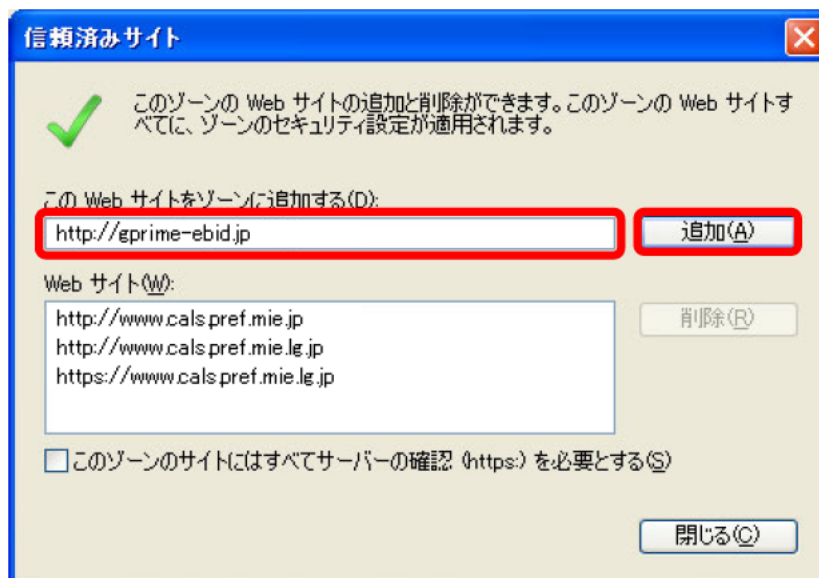 信頼済みサイト
このゾーンの Web サイトの追加と削除ができます。このゾーンの Web サイトす
べてに、ゾーンのセキュリティ設定が適用されます。
この Web サイトをゾーンに追加する(D):
http://gprime-ebid.jp
追加(A)
Web サイト(W):
http://www.cals.pref.mie.jp
http://www.cals.pref.mie.lg.jp
https://www.cals.pref.mie.lg.jp
削除(R)
このゾーンのサイトにはすべてサーバーの確認 (https:) を必要とする(S)
閉じる(C)